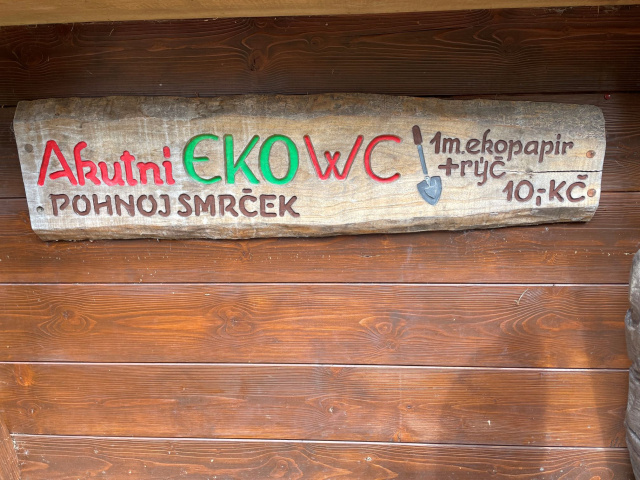 Akutni EKO WC
POHNOJ SMRČEK
1m.ekopapir
+rýč
10,-Kč